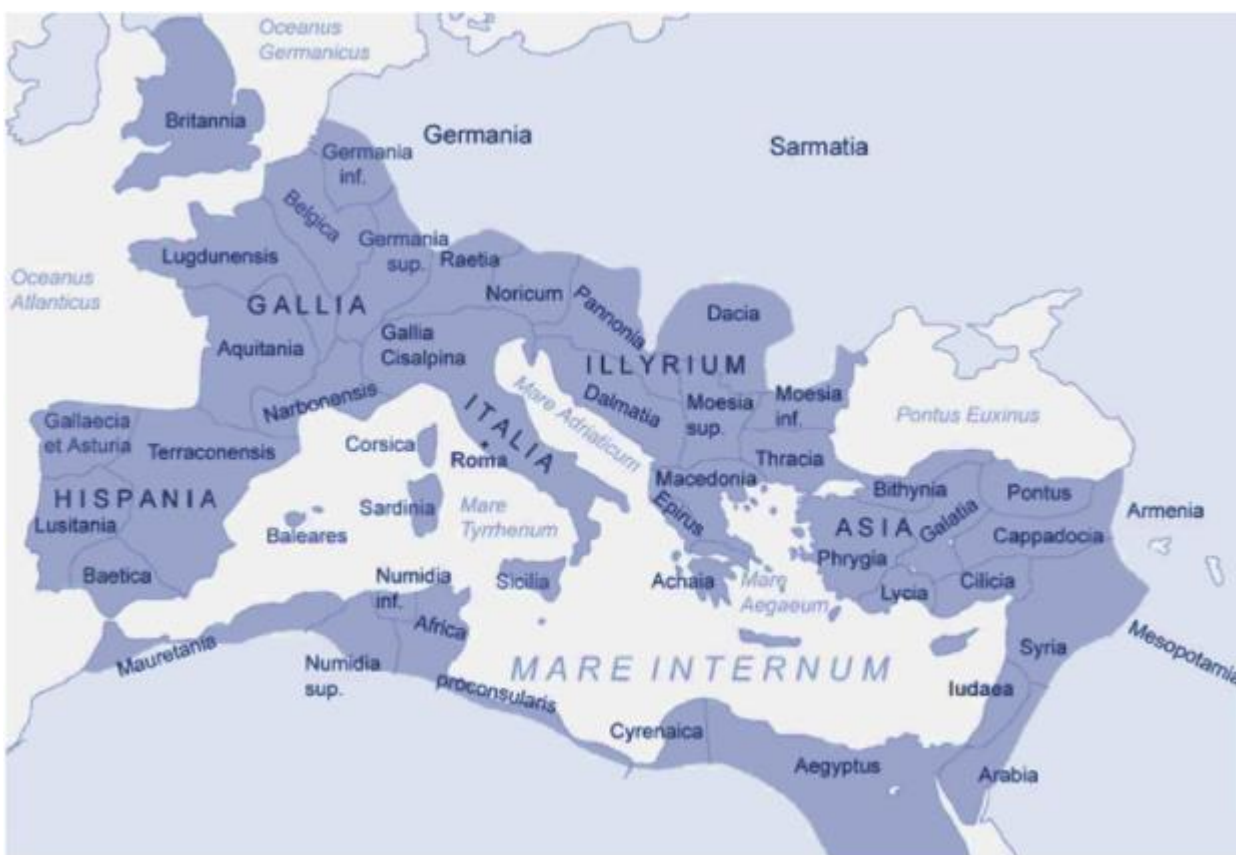 Oceanus
Germanicus
Britannia
Germania
Sarmatia
Germania
inf.
Belgica
Lugdunensis
Germania
sup.
Raetia
Oceanus
Atlanticus
GALLIA
Noricum
Pannonia
Dacia
Aquitania
Gallia
Cisalpina
ILLYRIUM
Narbonensis
ITALIA
Mare Adriaticum
Dalmatia
Moesia
sup.
Moesia
inf.
Pontus Euxinus
Gallaecia
et Asturia
Terraconensis
Corsica
Roma
Thracia
Macedonia
Bithynia
Pontus
HISPANIA
Sardinia
Mare
Tyrrhenum
Epirus
ASIA
Galatia
Armenia
Lusitania
Baleares
Cappadocia
Phrygia
Baetica
Numidia
inf.
Sicilia
Achaia
Mare
Aegaeum
Lycia
Cilicia
Africa
proconsularis
Mauretania
Numidia
sup.
MARE INTERNUM
Syria
Mesopotamia
Iudaea
Cyrenaica
Aegyptus
Arabia